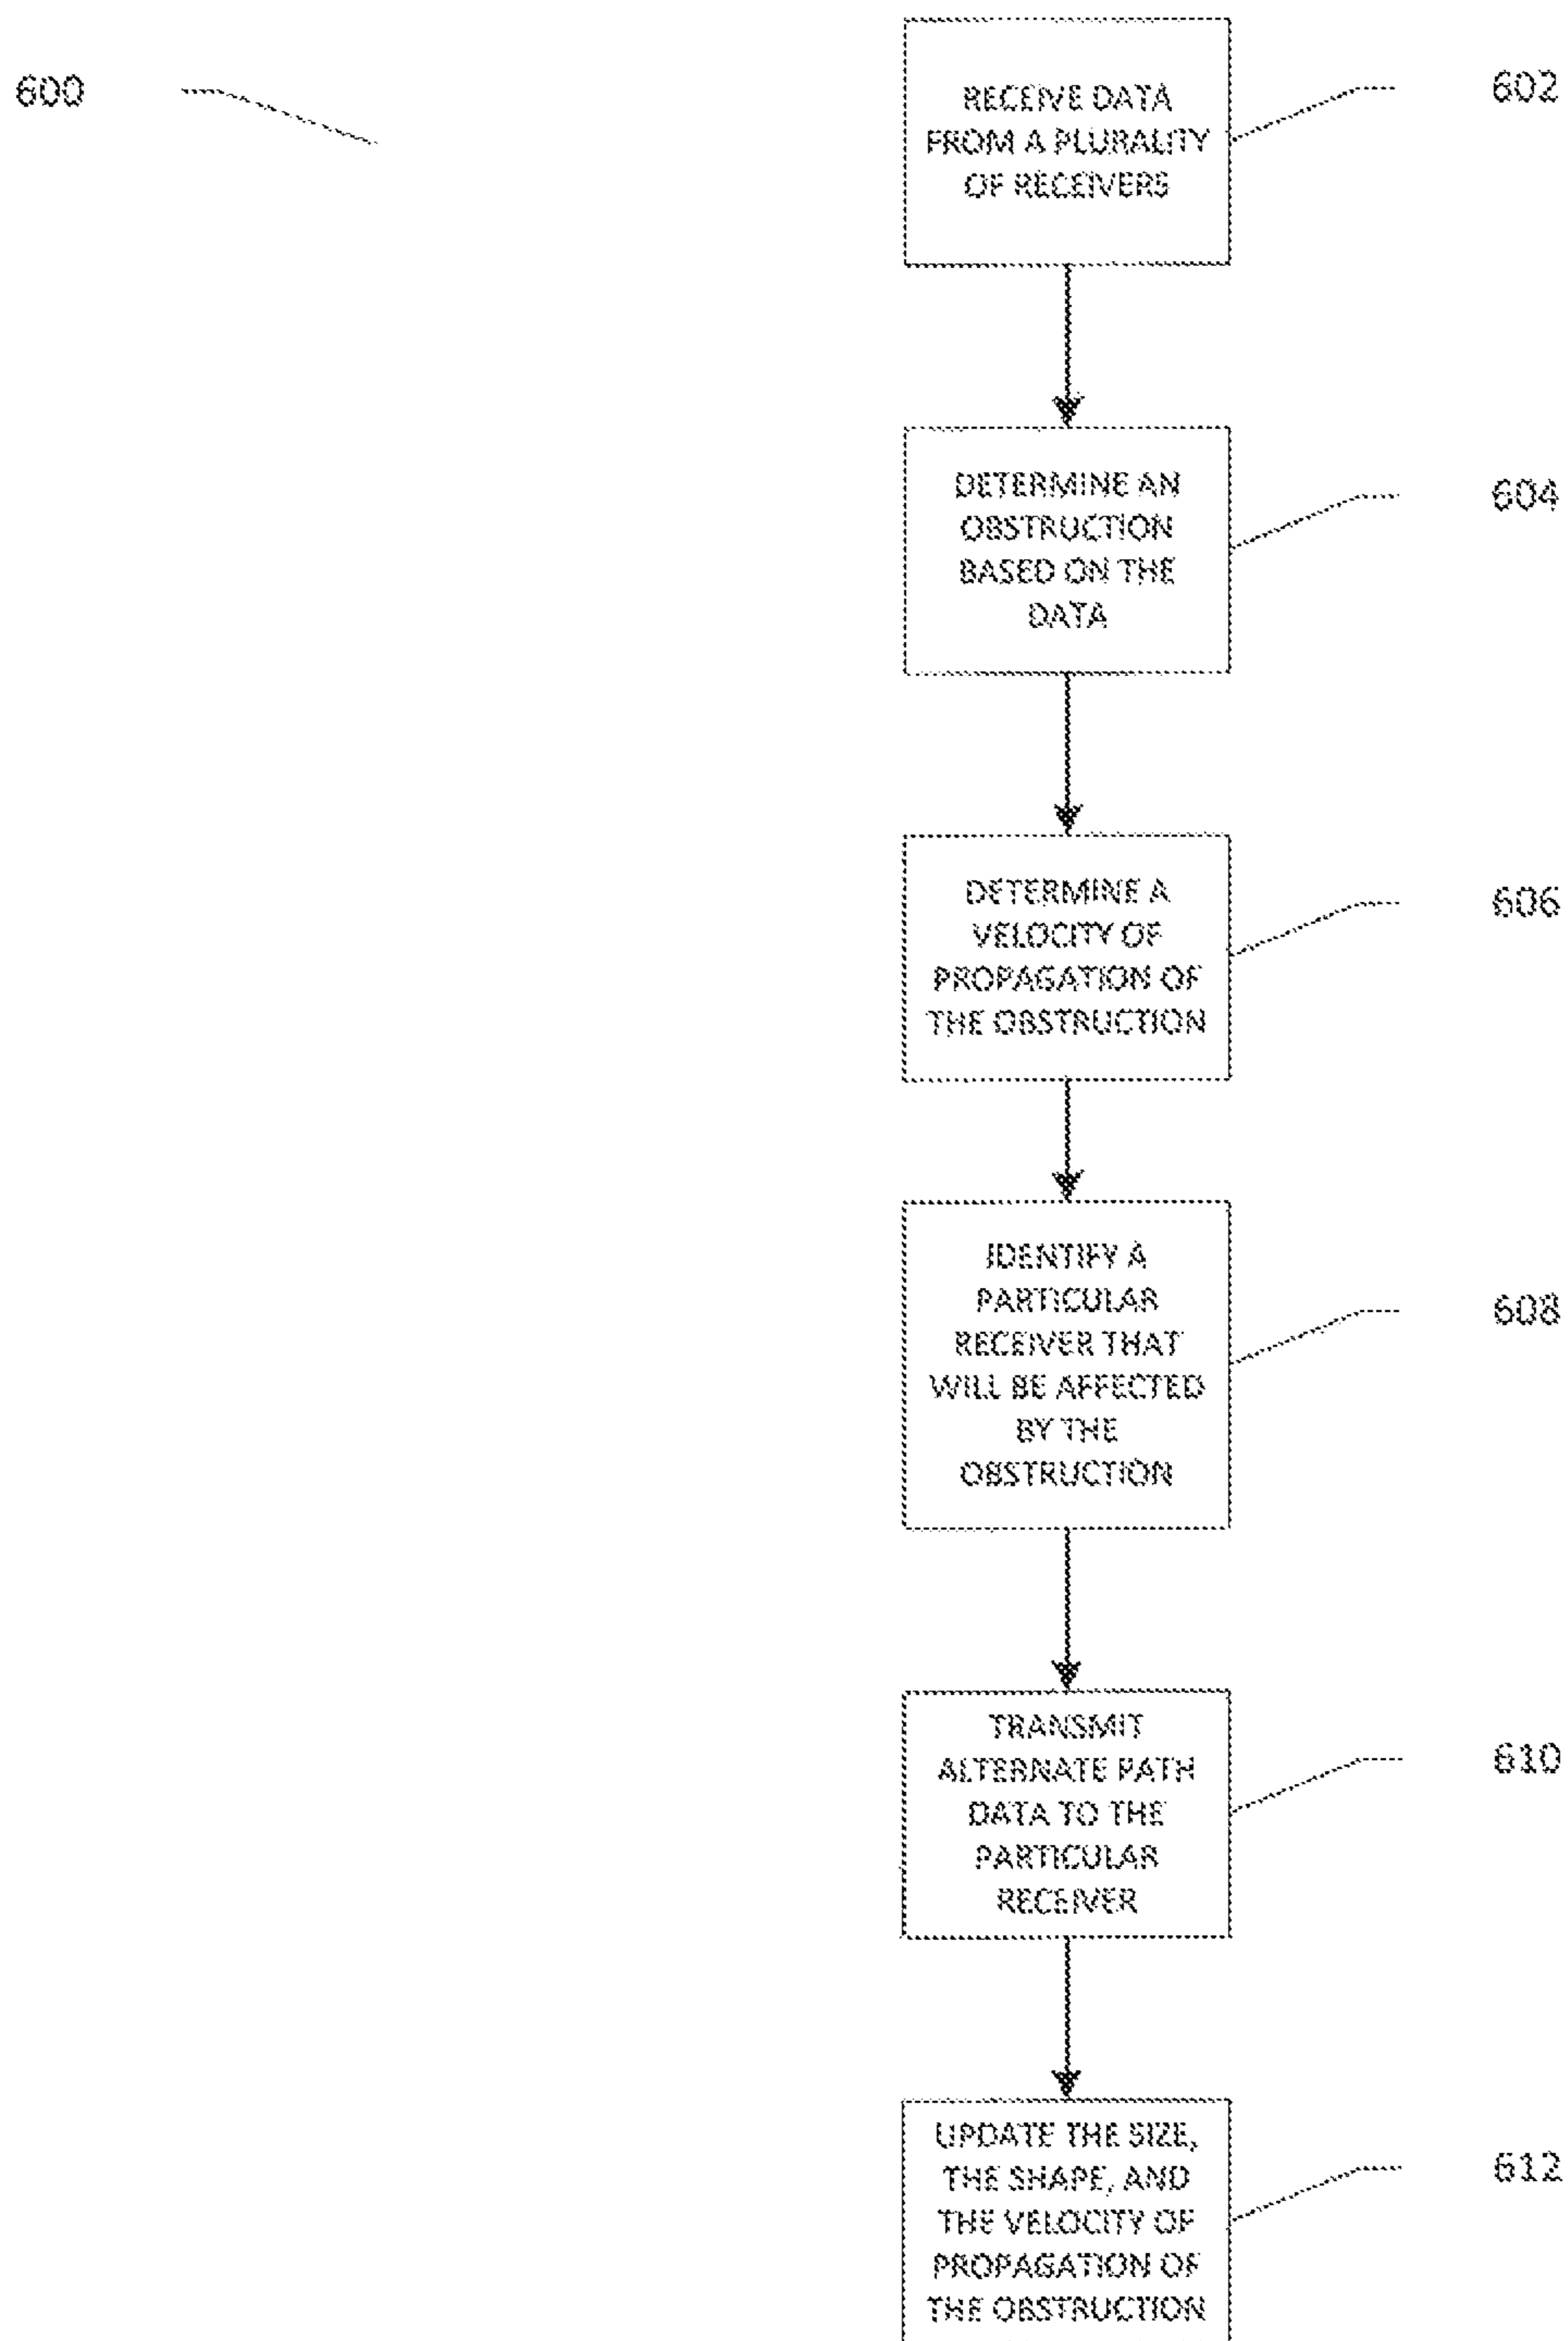 600
RECEIVE DATA
FROM A PLURALITY
OF RECEIVERS
602
DETERMINE AN
OBSTRUCTION
BASED ON THE
DATA
604
DETERMINE A
VELOCITY OF
PROPAGATION OF
THE OBSTRUCTION
606
IDENTIFY A
PARTICULAR
RECEIVER THAT
WILL BE AFFECTED
BY THE
OBSTRUCTION
608
TRANSMIT
ALTERNATE PATH
DATA TO THE
PARTICULAR
RECEIVER
610
UPDATE THE SIZE,
THE SHAPE, AND
THE VELOCITY OF
PROPAGATION OF
THE OBSTRUCTION
612